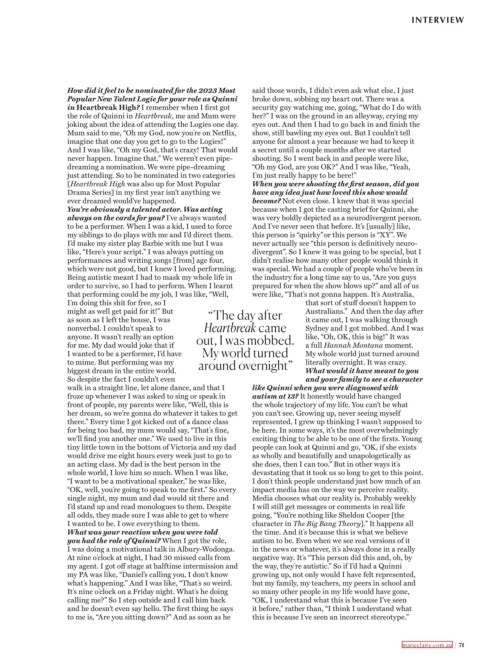 INTERVIEW
How did it feel to be nominated for the 2023 Most
Popular New Talent Logie for your role as Quinni
in Heartbreak High? I remember when I first got
the role of Quinni in Heartbreak, me and Mum were
joking about the idea of attending the Logies one day.
Mum said to me, “Oh my God, now you're on Netflix,
imagine that one day you get to go to the Logies!”
And I was like, “Oh my God, that's crazy! That would
never happen. Imagine that.” We weren't even pipe-
dreaming a nomination. We were pipe-dreaming
just attending. So to be nominated in two categories
[Heartbreak High was also up for Most Popular
Drama Series] in my first year isn't anything we
ever dreamed would've happened.
You're obviously a talented actor. Was acting
always on the cards for you? I've always wanted
to be a performer. When I was a kid, I used to force
my siblings to do plays with me and I'd direct them.
I'd make my sister play Barbie with me but I was
like, “Here's your script.” I was always putting on
performances and writing songs [from] age four,
which were not good, but I knew I loved performing.
Being autistic meant I had to mask my whole life in
order to survive, so I had to perform. When I learnt
that performing could be my job, I was like, “Well,
I'm doing this shit for free, so I
might as well get paid for it!” But
as soon as I left the house, I was
nonverbal. I couldn't speak to
anyone. It wasn't really an option
for me. My dad would joke that if
I wanted to be a performer, I'd have
to mime. But performing was my
biggest dream in the entire world.
So despite the fact I couldn't even
walk in a straight line, let alone dance, and that I
froze up whenever I was asked to sing or speak in
front of people, my parents were like, “Well, this is
her dream, so we're gonna do whatever it takes to get
there.” Every time I got kicked out of a dance class
for being too bad, my mum would say, “That's fine,
we'll find you another one.” We used to live in this
tiny little town in the bottom of Victoria and my dad
would drive me eight hours every week just to go to
an acting class. My dad is the best person in the
whole world, I love him so much. When I was like,
“I want to be a motivational speaker,” he was like,
“OK, well, you're going to speak to me first.” So every
single night, my mum and dad would sit there and
I'd stand up and read monologues to them. Despite
all odds, they made sure I was able to get to where
I wanted to be. I owe everything to them.
What was your reaction when you were told
you had the role of Quinni? When I got the role,
I was doing a motivational talk in Albury-Wodonga.
At nine o'clock at night, I had 30 missed calls from
my agent. I got off stage at halftime intermission and
my PA was like, “Daniel's calling you, I don't know
what's happening.” And I was like, “That's so weird.
It's nine o'clock on a Friday night. What's he doing
calling me?” So I step outside and I call him back
and he doesn't even say hello. The first thing he says
to me is, “Are you sitting down?” And as soon as he
“The day after
Heartbreak came
out, I was mobbed.
My world turned
around overnight”
said those words, I didn't even ask what else, I just
broke down, sobbing my heart out. There was a
security guy watching me, going, “What do I do with
her?” I was on the ground in an alleyway, crying my
eyes out. And then I had to go back in and finish the
show, still bawling my eyes out. But I couldn't tell
anyone for almost a year because we had to keep it
a secret until a couple months after we started
shooting. So I went back in and people were like,
“Oh my God, are you OK?” And I was like, “Yeah,
I'm just really happy to be here!”
When you were shooting the first season, did you
have any idea just how loved this show would
become? Not even close. I knew that it was special
because when I got the casting brief for Quinni, she
was very boldly depicted as a neurodivergent person.
And I've never seen that before. It's [usually] like,
this person is “quirky” or this person is “XY”. We
never actually see “this person is definitively neuro-
divergent”. So I knew it was going to be special, but I
didn't realise how many other people would think it
was special. We had a couple of people who've been in
the industry for a long time say to us, “Are you guys
prepared for when the show blows up?” and all of us
were like, “That's not gonna happen. It's Australia,
that sort of stuff doesn't happen to
Australians.” And then the day after
it came out, I was walking through
Sydney and I got mobbed. And I was
like, “Oh, OK, this is big!” It was
a full Hannah Montana moment.
My whole world just turned around
literally overnight. It was crazy.
What would it have meant to you
and your family to see a character
like Quinni when you were diagnosed with
autism at 13? It honestly would have changed
the whole trajectory of my life. You can't be what
you can't see. Growing up, never seeing myself
represented, I grew up thinking I wasn't supposed to
be here. In some ways, it's the most overwhelmingly
exciting thing to be able to be one of the firsts. Young
people can look at Quinni and go, “OK, if she exists
as wholly and beautifully and unapologetically as
she does, then I can too.” But in other ways it's
devastating that it took us so long to get to this point.
I don't think people understand just how much of an
impact media has on the way we perceive reality.
Media chooses what our reality is. Probably weekly
I will still get messages or comments in real life
going, “You're nothing like Sheldon Cooper [the
character in The Big Bang Theory].” It happens all
the time. And it's because this is what we believe
autism to be. Even when we see real versions of it
in the news or whatever, it's always done in a really
negative way. It's “This person did this and, oh, by
the way, they're autistic.” So if I'd had a Quinni
growing up, not only would I have felt represented,
but my family, my teachers, my peers in school and
so many other people in my life would have gone,
“OK, I understand what this is because I've seen
it before,” rather than, “I think I understand what
this is because I've seen an incorrect stereotype.”
marieclaire.com.au | 71